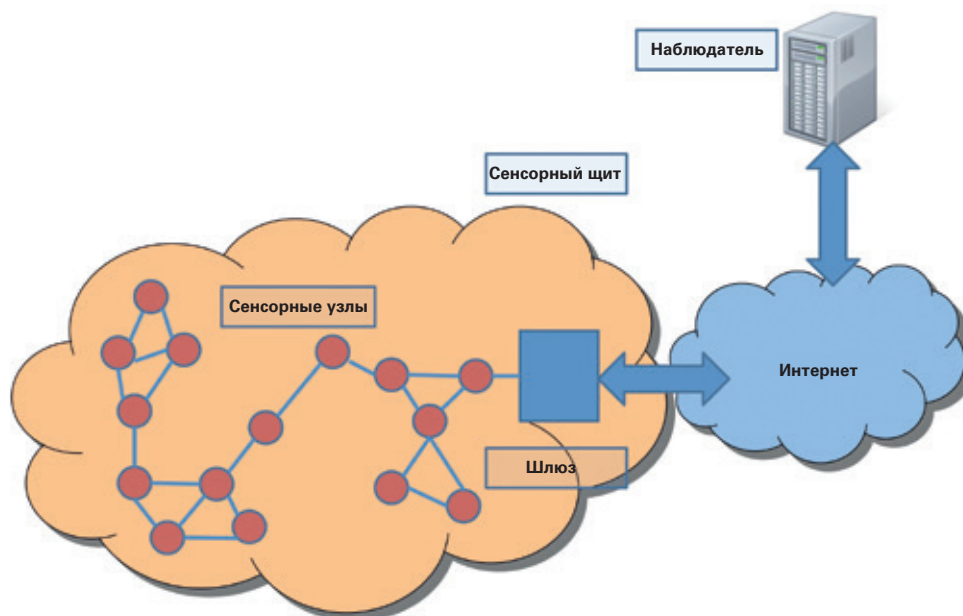 Наблюдатель
Сенсорный щит
Сенсорные узлы
Интернет
Шлюз